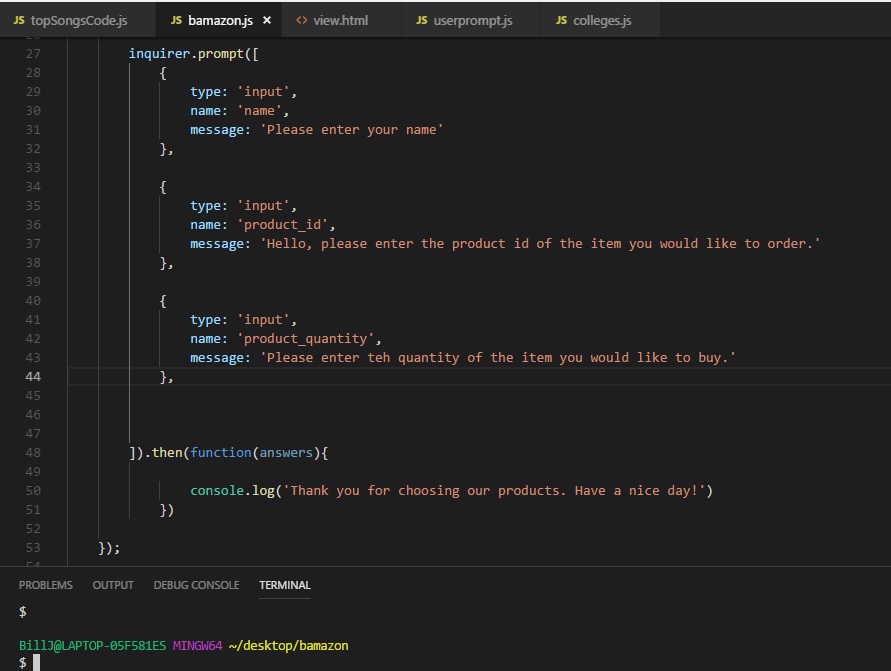 JS topSongsCode.js JS bamazon.js × <> view.html JS userprompt.js JS colleges.js
27 inquirer.prompt([
28 {
29 type: 'input',
30 name: 'name',
31 message: 'Please enter your name'
32 },
33
34 {
35 type: 'input',
36 name: 'product_id',
37 message: 'Hello, please enter the product id of the item you would like to order.'
38 },
39
40 {
41 type: 'input',
42 name: 'product_quantity',
43 message: 'Please enter teh quantity of the item you would like to buy.'
44 },
45
46
47
48 ]).then(function(answers){
49
50 console.log('Thank you for choosing our products. Have a nice day!')
51 })
52
53 });
PROBLEMS OUTPUT DEBUG CONSOLE TERMINAL
$
BillJ@LAPTOP-05F581ES MINGW64 ~/desktop/bamazon
$